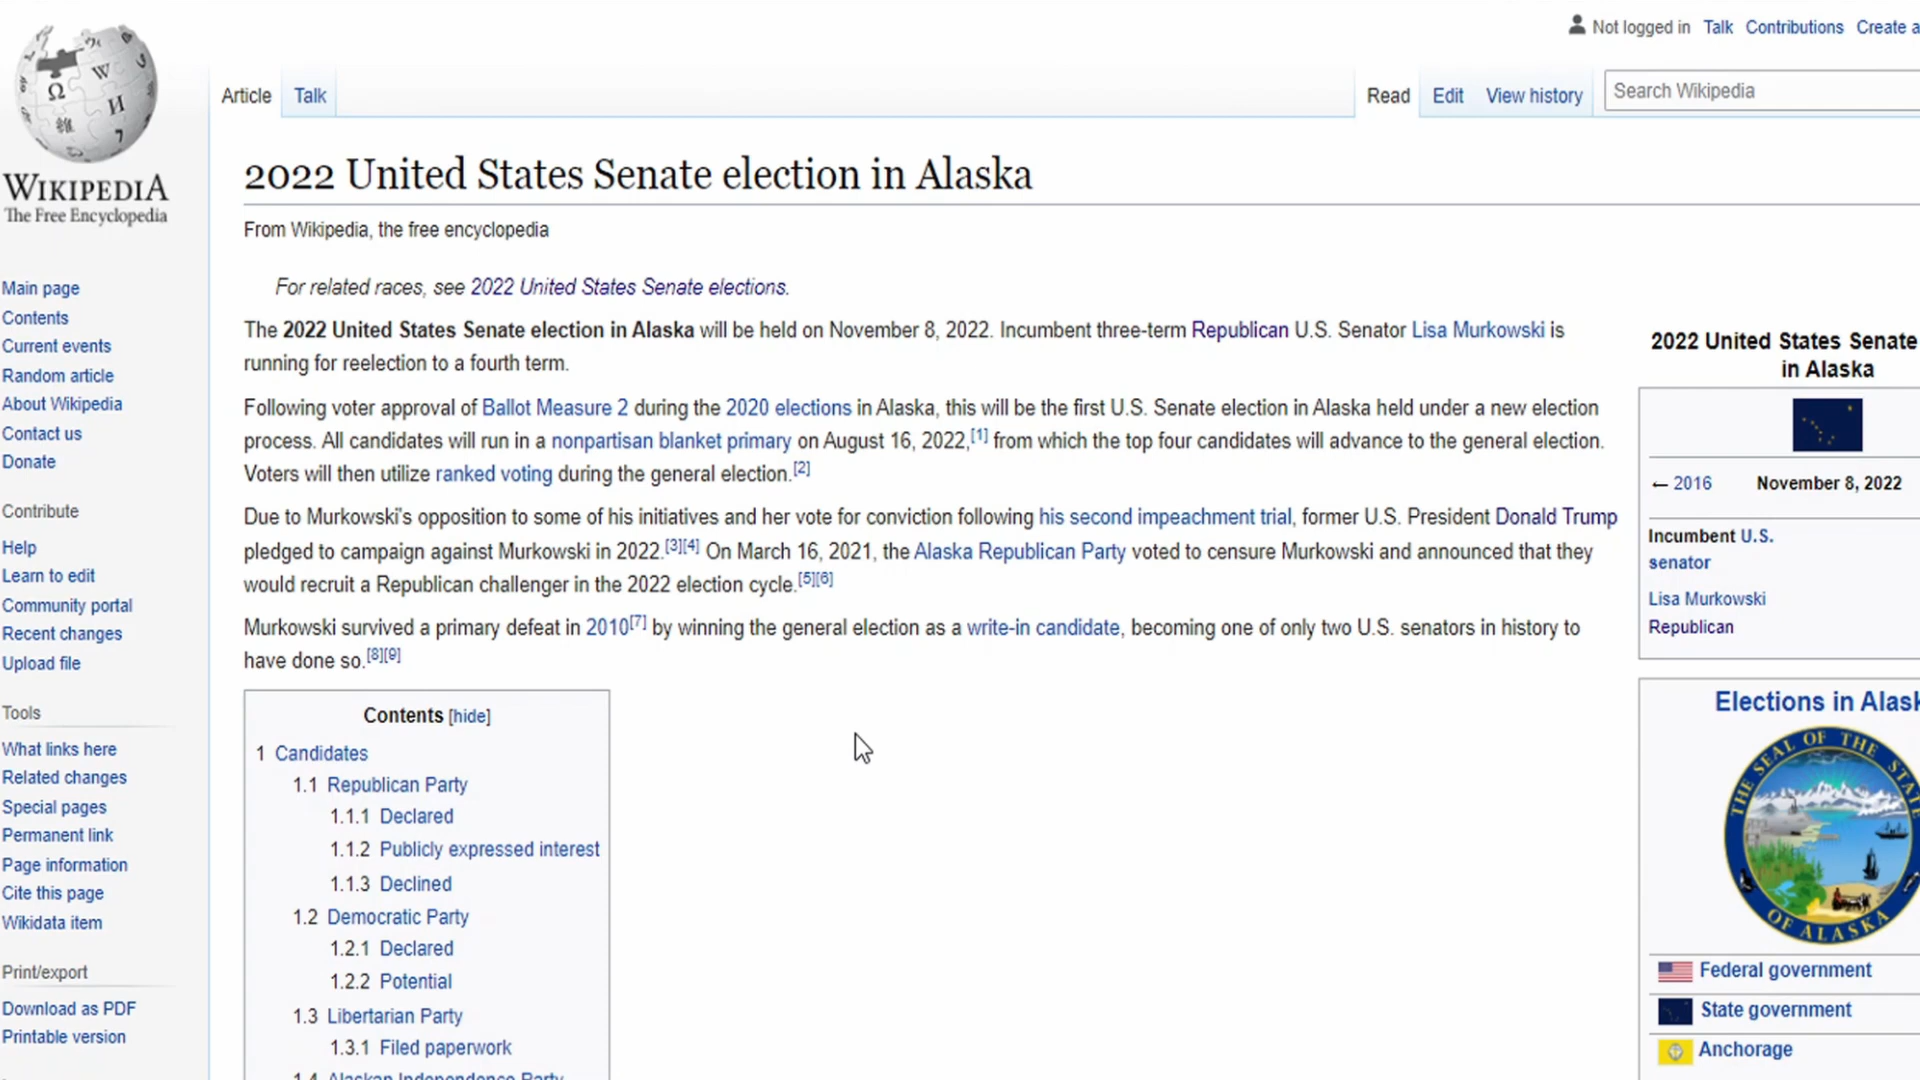 Not logged in Talk Contributions Create a
Article Talk Read Edit View history Search Wikipedia
WIKIPEDIA
The Free Encyclopedia
2022 United States Senate election in Alaska
From Wikipedia, the free encyclopedia
For related races, see 2022 United States Senate elections.
The 2022 United States Senate election in Alaska will be held on November 8, 2022. Incumbent three-term Republican U.S. Senator Lisa Murkowski is
running for reelection to a fourth term.
Following voter approval of Ballot Measure 2 during the 2020 elections in Alaska, this will be the first U.S. Senate election in Alaska held under a new election
process. All candidates will run in a nonpartisan blanket primary on August 16, 2022,[1] from which the top four candidates will advance to the general election.
Voters will then utilize ranked voting during the general election.[2]
Due to Murkowski's opposition to some of his initiatives and her vote for conviction following his second impeachment trial, former U.S. President Donald Trump
pledged to campaign against Murkowski in 2022.[3][4] On March 16, 2021, the Alaska Republican Party voted to censure Murkowski and announced that they
would recruit a Republican challenger in the 2022 election cycle.[5][6]
Murkowski survived a primary defeat in 2010[7] by winning the general election as a write-in candidate, becoming one of only two U.S. senators in history to
have done so.[8][9]
Contents [hide]
1 Candidates
1.1 Republican Party
1.1.1 Declared
1.1.2 Publicly expressed interest
1.1.3 Declined
1.2 Democratic Party
1.2.1 Declared
1.2.2 Potential
1.3 Libertarian Party
1.3.1 Filed paperwork
1.4 Alaskan Independence Party
Main page
Contents
Current events
Random article
About Wikipedia
Contact us
Donate
Contribute
Help
Learn to edit
Community portal
Recent changes
Upload file
Tools
What links here
Related changes
Special pages
Permanent link
Page information
Cite this page
Wikidata item
Print/export
Download as PDF
Printable version
2022 United States Senate
in Alaska
← 2016 November 8, 2022
Incumbent U.S.
senator
Lisa Murkowski
Republican
Elections in Alask
THE SEAL OF THE STATE
OF ALASKA
Federal government
State government
Anchorage